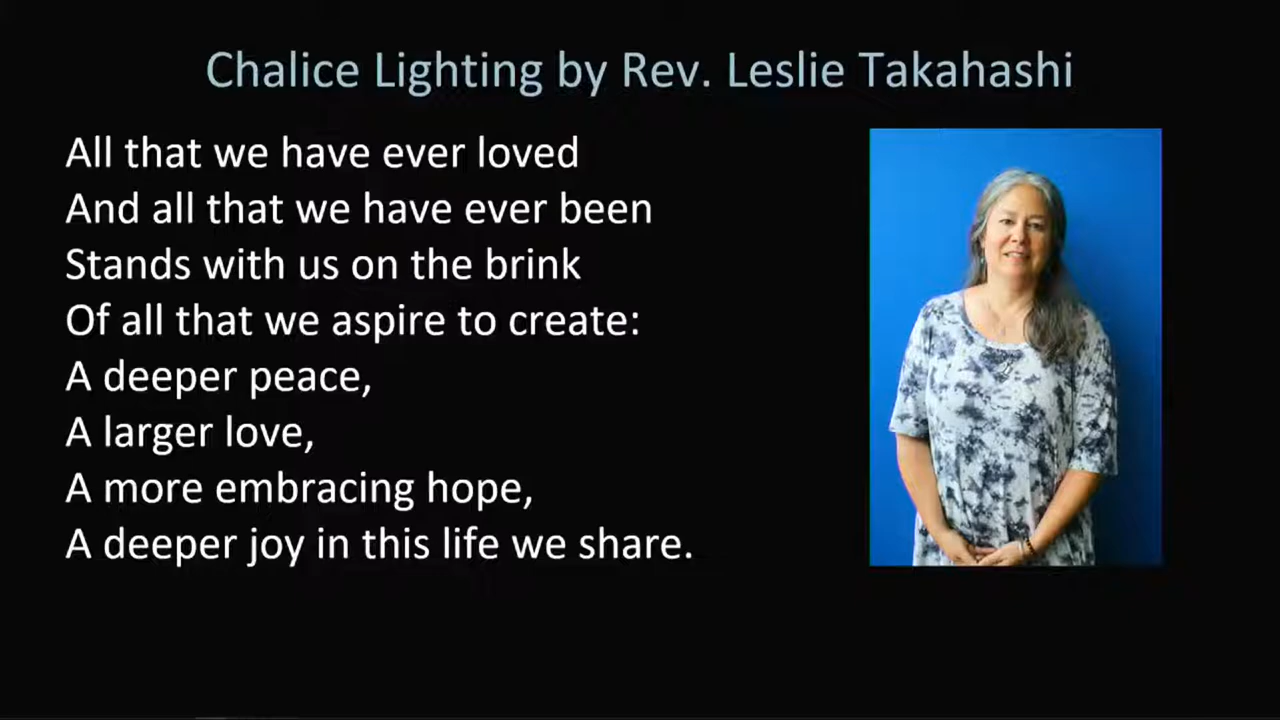 Chalice Lighting by Rev. Leslie Takahashi
All that we have ever loved
And all that we have ever been
Stands with us on the brink
Of all that we aspire to create:
A deeper peace,
A larger love,
A more embracing hope,
A deeper joy in this life we share.